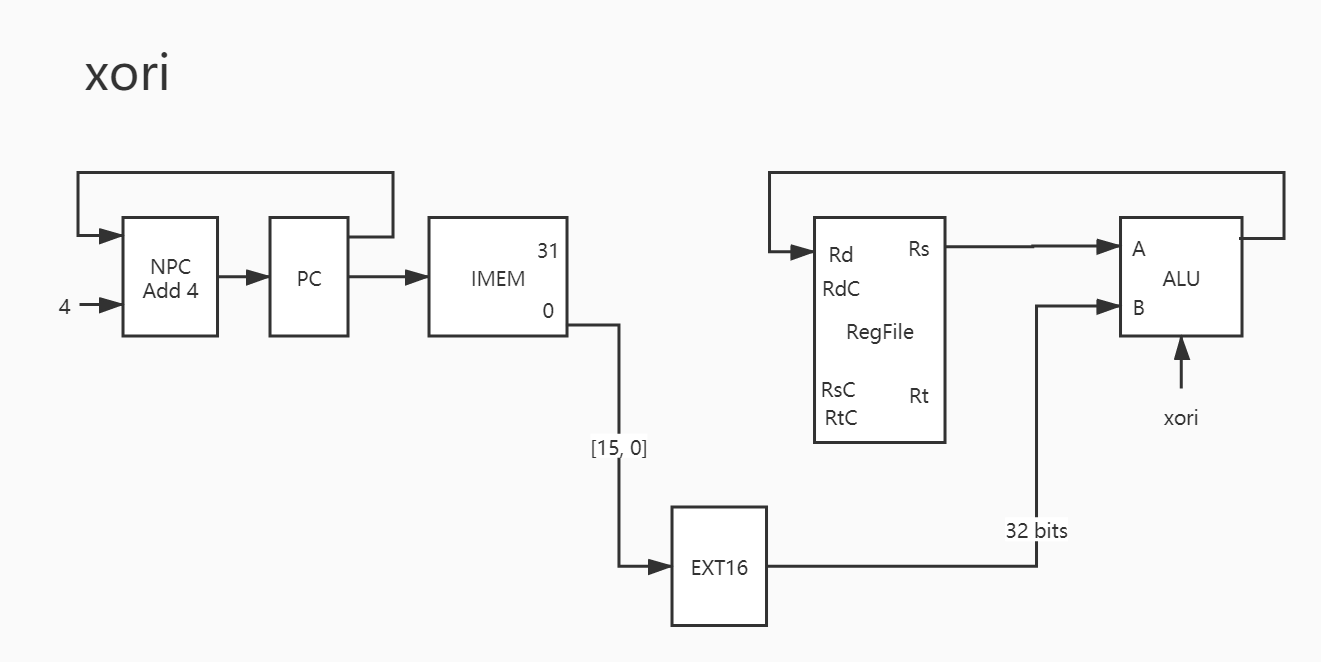 xori
NPC
Add 4
4
PC
IMEM
31
0
[15, 0]
EXT16
32 bits
Rd
RdC
RegFile
RsC
RtC
Rs
Rt
A
B
ALU
xori